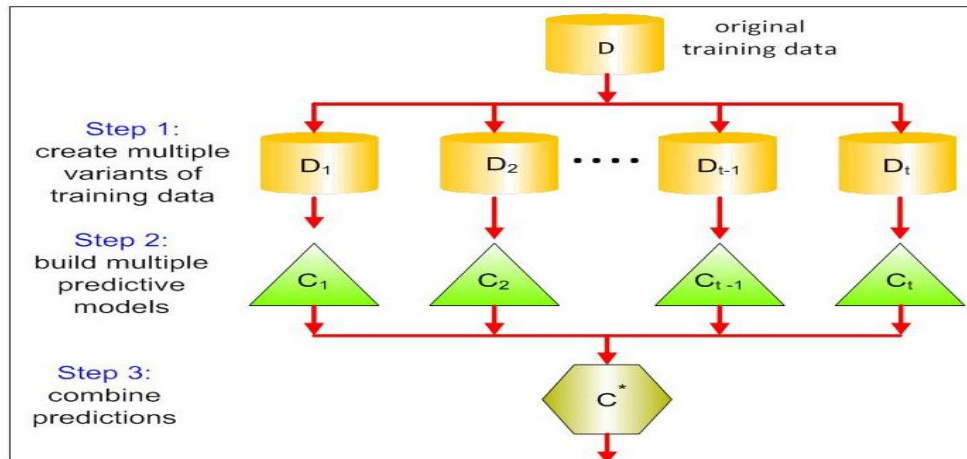 D
original
training data
Step 1:
create multiple
variants of
training data
D₁
D₂
....
Dₜ₋₁
Dₜ
Step 2:
build multiple
predictive
models
C₁
C₂
Cₜ₋₁
Cₜ
Step 3:
combine
predictions
C*